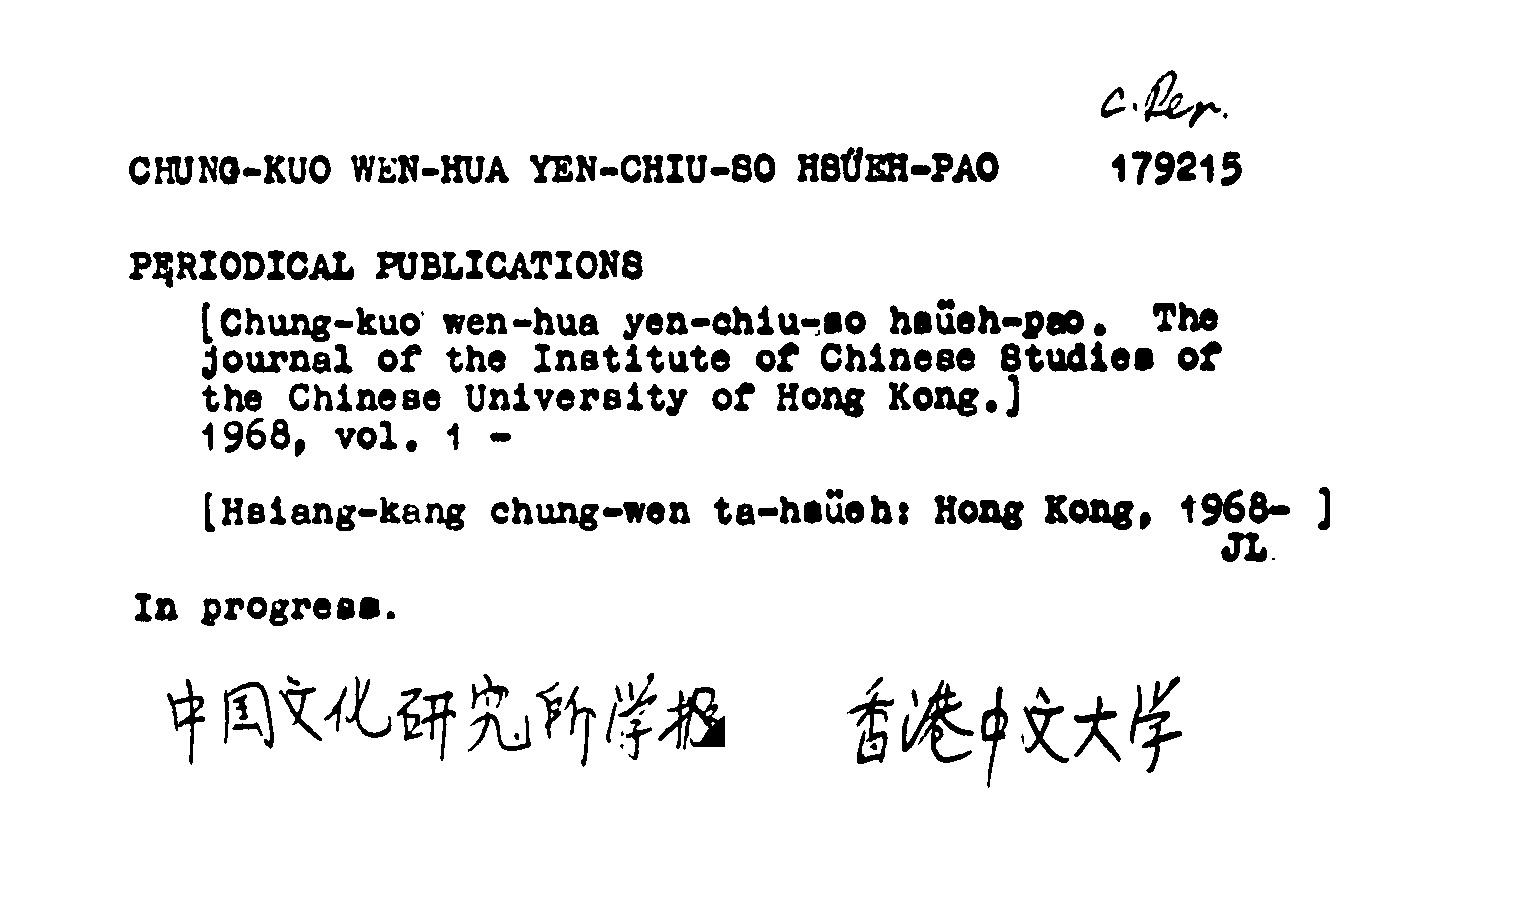 C. Per.
CHUNG-KUO WEN-HUA YEN-CHIU-SO HSÜEH-PAO 179215
PERIODICAL PUBLICATIONS
[Chung-kuo wen-hua yen-chiu-so hsüeh-pao. The
journal of the Institute of Chinese Studies of
the Chinese University of Hong Kong.]
1968, vol. 1 -
[Hsiang-kang chung-wen ta-hsüeh: Hong Kong, 1968- ]
JL.
In progress.
中国文化研究所学报 香港中文大学